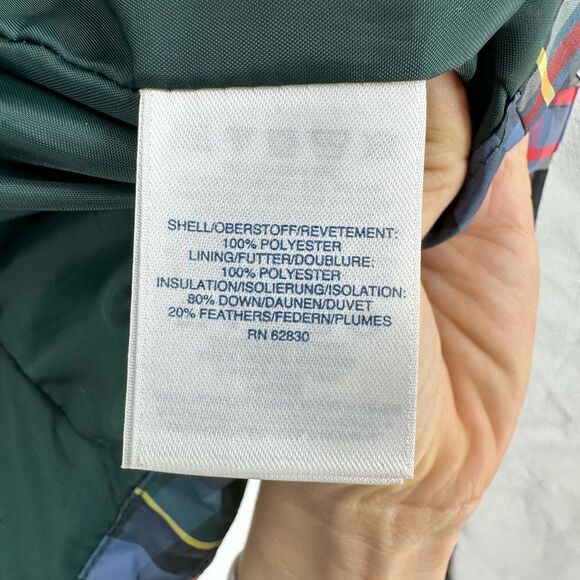 SHELL/OBERSTOFF/REVETEMENT:
100% POLYESTER
LINING/FUTTER/DOUBLURE:
100% POLYESTER
INSULATION/ISOLIERUNG/ISOLATION:
80% DOWN/DAUNEN/DUVET
20% FEATHERS/FEDERN/PLUMES
RN 62830